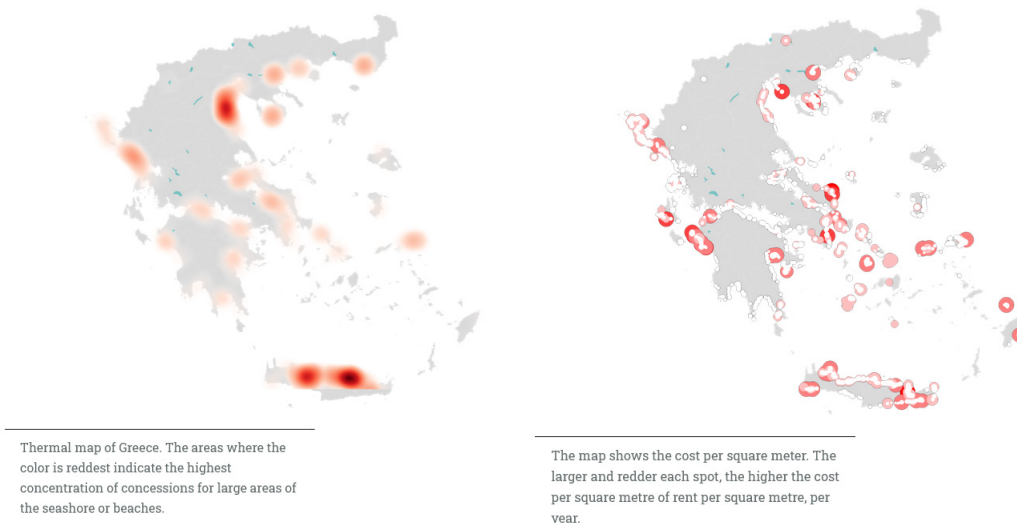 Thermal map of Greece. The areas where the
color is reddest indicate the highest
concentration of concessions for large areas of
the seashore or beaches.
The map shows the cost per square meter. The
larger and redder each spot, the higher the cost
per square metre of rent per square metre, per
year.